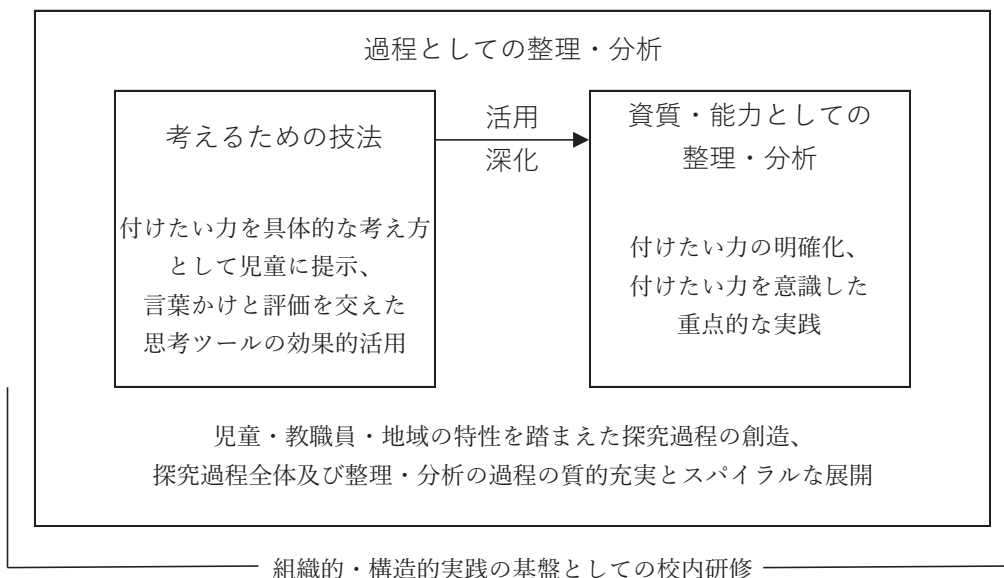 過程としての整理・分析
考えるための技法
付けたい力を具体的な考え方
として児童に提示、
言葉かけと評価を交えた
思考ツールの効果的活用
活用
深化
資質・能力としての
整理・分析
付けたい力の明確化、
付けたい力を意識した
重点的な実践
児童・教職員・地域の特性を踏まえた探究過程の創造、
探究過程全体及び整理・分析の過程の質的充実とスパイラルな展開
組織的・構造的実践の基盤としての校内研修